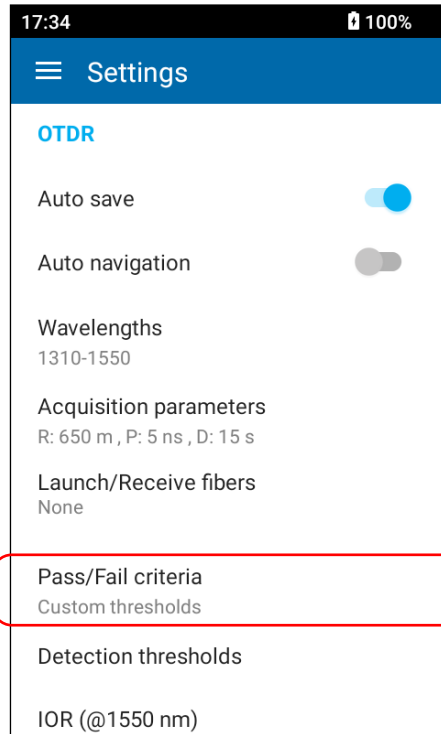 17:34 100%
Settings
OTDR
Auto save
Auto navigation
Wavelengths
1310-1550
Acquisition parameters
R: 650 m , P: 5 ns , D: 15 s
Launch/Receive fibers
None
Pass/Fail criteria
Custom thresholds
Detection thresholds
IOR (@1550 nm)